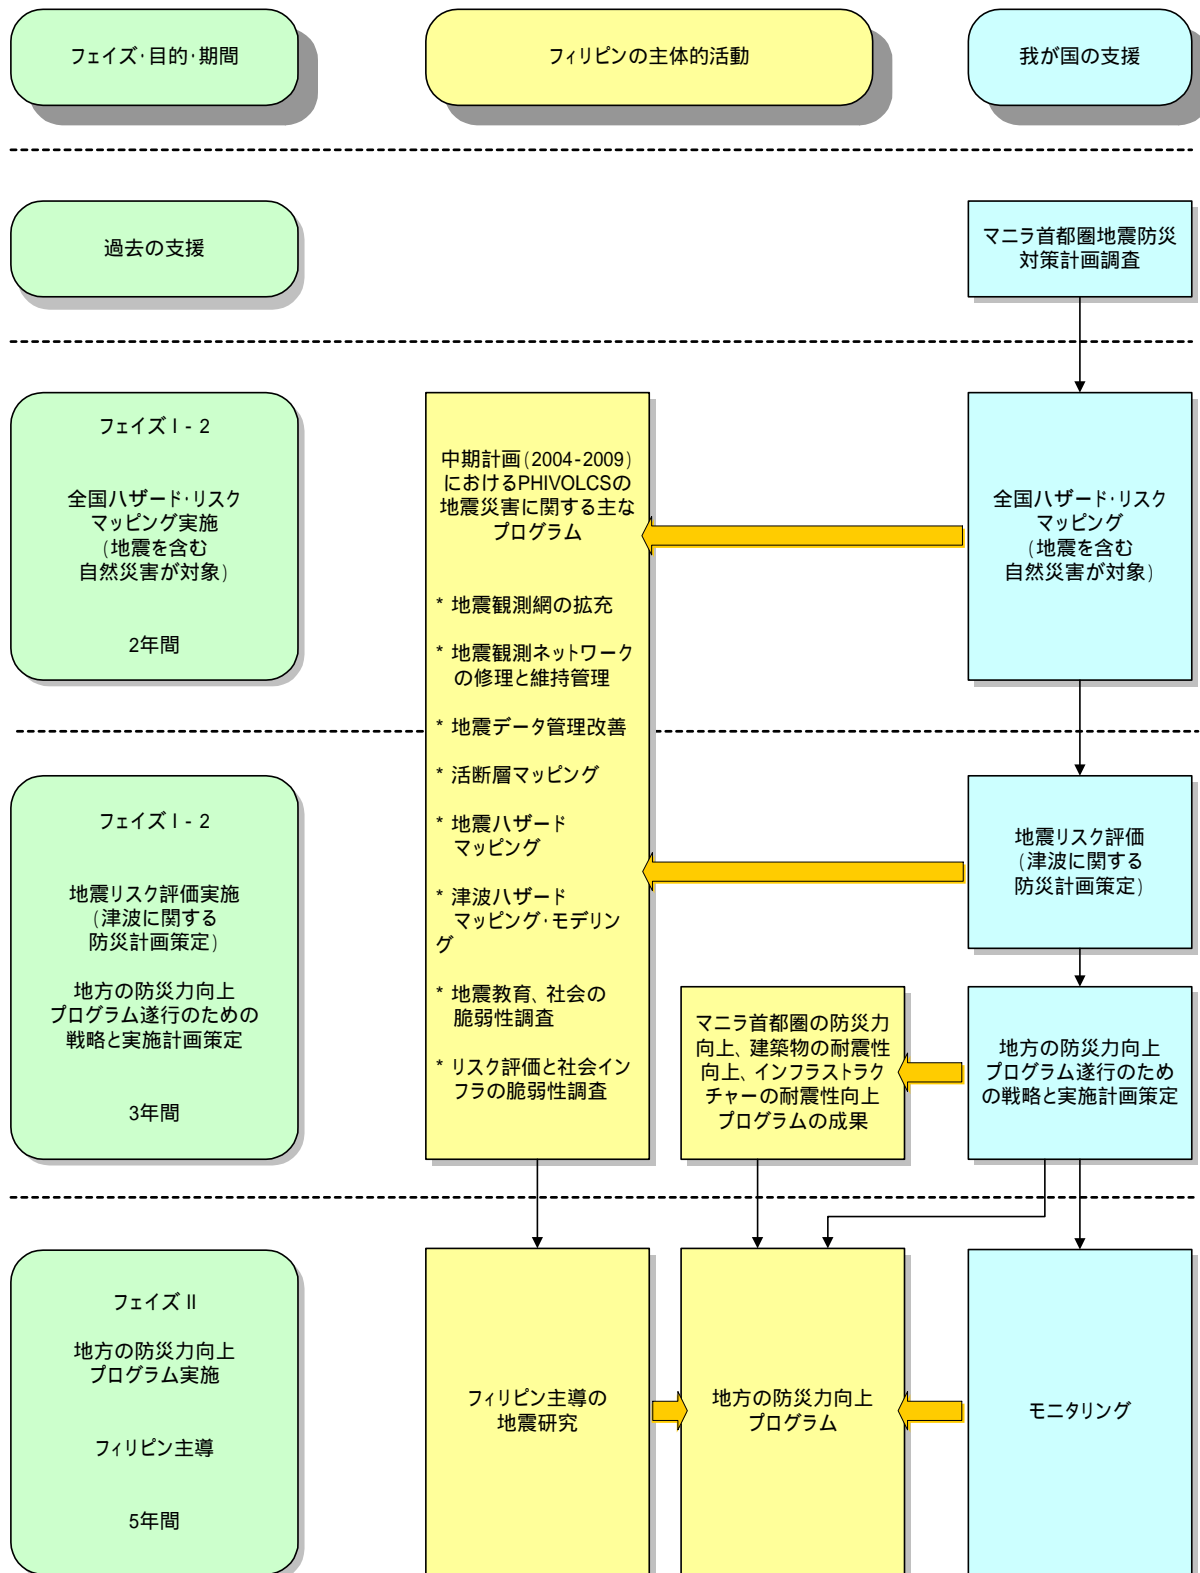 フェイズ・目的・期間
フィリピンの主体的活動
我が国の支援
過去の支援
マニラ首都圏地震防災
対策計画調査
フェイズ I - 2
全国ハザード・リスク
マッピング実施
(地震を含む
自然災害が対象)
2年間
中期計画(2004-2009)
におけるPHIVOLCSの
地震災害に関する主な
プログラム
* 地震観測網の拡充
* 地震観測ネットワーク
の修理と維持管理
* 地震データ管理改善
* 活断層マッピング
* 地震ハザード
マッピング
* 津波ハザード
マッピング・モデリン
グ
* 地震教育、社会の
脆弱性調査
* リスク評価と社会イン
フラの脆弱性調査
全国ハザード・リスク
マッピング
(地震を含む
自然災害が対象)
フェイズ I - 2
地震リスク評価実施
(津波に関する
防災計画策定)
地方の防災力向上
プログラム遂行のための
戦略と実施計画策定
3年間
地震リスク評価
(津波に関する
防災計画策定)
マニラ首都圏の防災力
向上、建築物の耐震性
向上、インフラストラク
チャーの耐震性向上
プログラムの成果
地方の防災力向上
プログラム遂行のため
の戦略と実施計画策定
フェイズ II
地方の防災力向上
プログラム実施
フィリピン主導
5年間
フィリピン主導の
地震研究
地方の防災力向上
プログラム
モニタリング